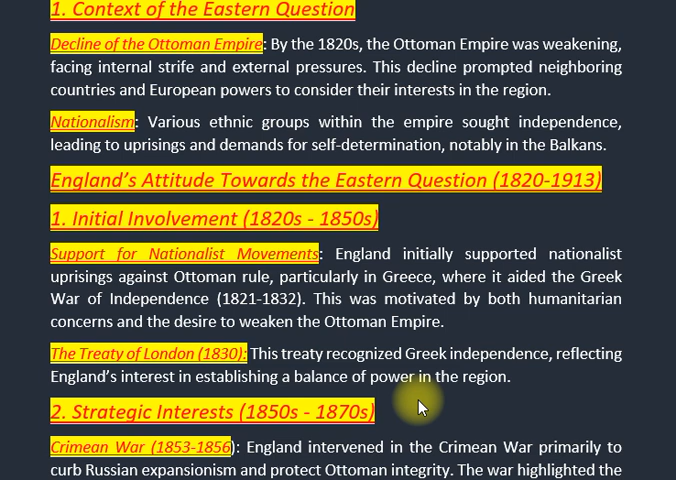 1. Context of the Eastern Question
Decline of the Ottoman Empire: By the 1820s, the Ottoman Empire was weakening,
facing internal strife and external pressures. This decline prompted neighboring
countries and European powers to consider their interests in the region.
Nationalism: Various ethnic groups within the empire sought independence,
leading to uprisings and demands for self-determination, notably in the Balkans.
England’s Attitude Towards the Eastern Question (1820-1913)
1. Initial Involvement (1820s - 1850s)
Support for Nationalist Movements: England initially supported nationalist
uprisings against Ottoman rule, particularly in Greece, where it aided the Greek
War of Independence (1821-1832). This was motivated by both humanitarian
concerns and the desire to weaken the Ottoman Empire.
The Treaty of London (1830): This treaty recognized Greek independence, reflecting
England’s interest in establishing a balance of power in the region.
2. Strategic Interests (1850s - 1870s)
Crimean War (1853-1856): England intervened in the Crimean War primarily to
curb Russian expansionism and protect Ottoman integrity. The war highlighted the